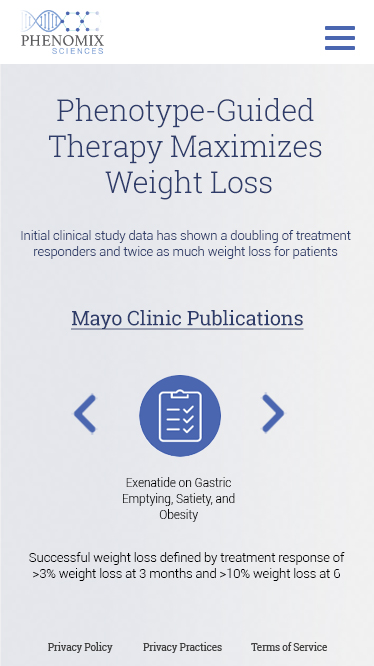 PHENOMIX
SCIENCES
Phenotype-Guided
Therapy Maximizes
Weight Loss
Initial clinical study data has shown a doubling of treatment
responders and twice as much weight loss for patients
Mayo Clinic Publications
Exenatide on Gastric
Emptying, Satiety, and
Obesity
Successful weight loss defined by treatment response of
>3% weight loss at 3 months and >10% weight loss at 6
Privacy Policy Privacy Practices Terms of Service